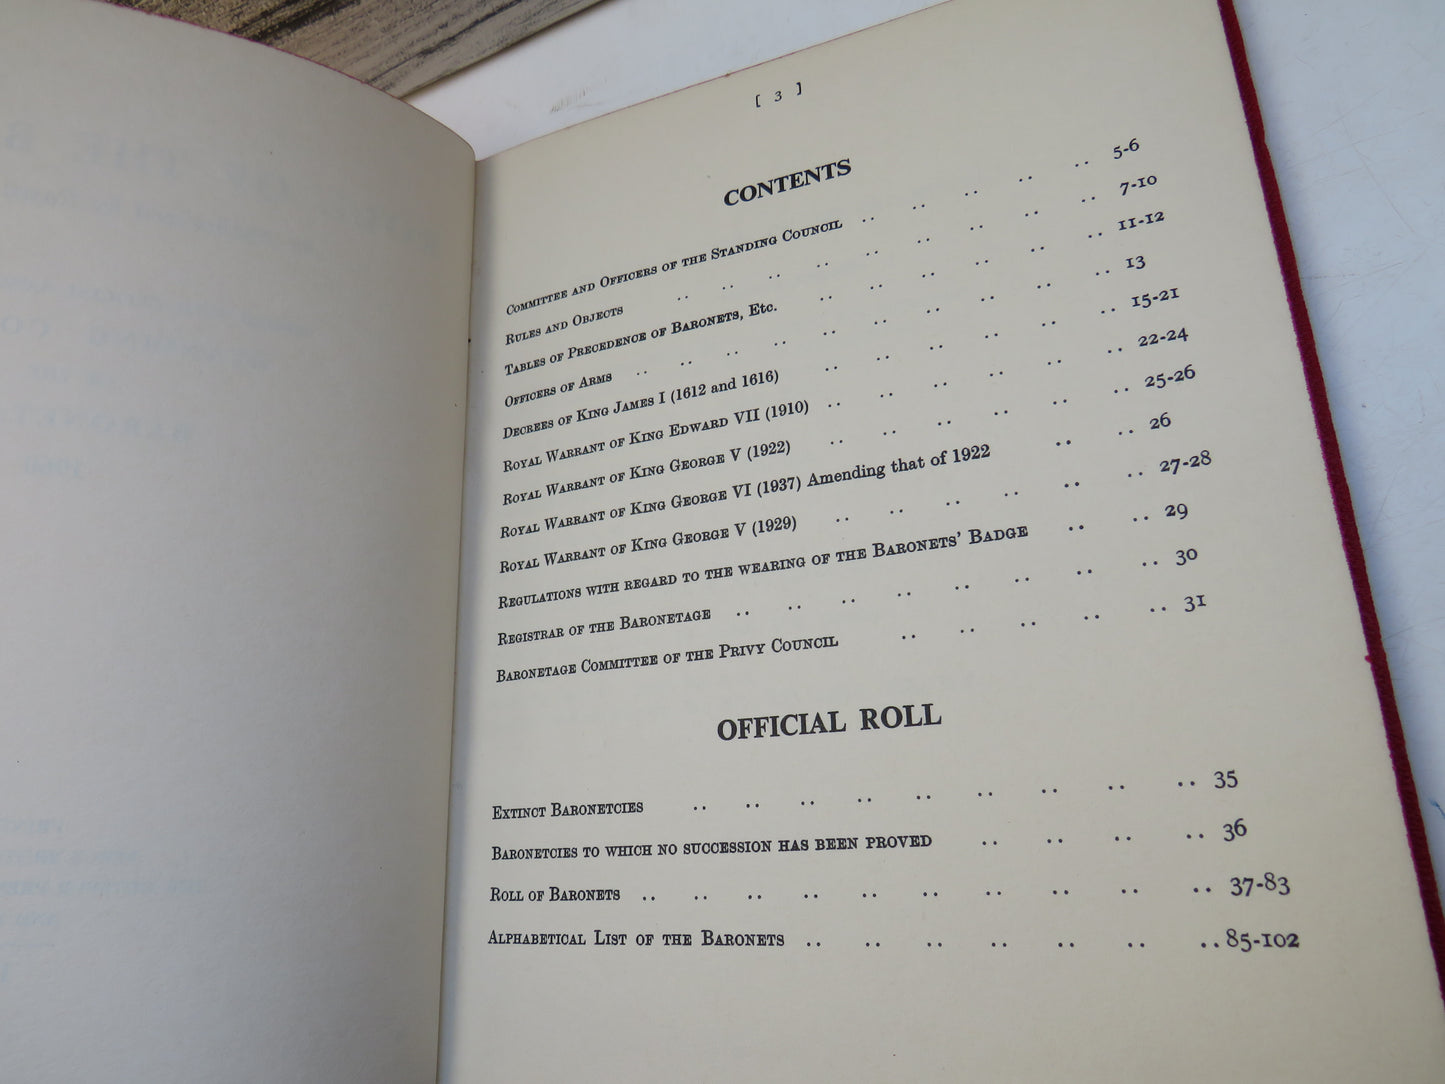 [ 3 ]
CONTENTS
COMMITTEE AND OFFICERS OF THE STANDING COUNCIL .. .. .. .. .. 5-6
RULES AND OBJECTS .. .. .. .. .. .. .. .. .. 7-10
TABLES OF PRECEDENCE OF BARONETS, ETC. .. .. .. .. .. .. 11-12
OFFICERS OF ARMS .. .. .. .. .. .. .. .. .. 13
DECREES OF KING JAMES I (1612 and 1616) .. .. .. .. .. .. 15-21
ROYAL WARRANT OF KING EDWARD VII (1910) .. .. .. .. .. .. 22-24
ROYAL WARRANT OF KING GEORGE V (1922) .. .. .. .. .. .. 25-26
ROYAL WARRANT OF KING GEORGE VI (1937) Amending that of 1922 .. .. 26
ROYAL WARRANT OF KING GEORGE V (1929) .. .. .. .. .. .. 27-28
REGULATIONS WITH REGARD TO THE WEARING OF THE BARONETS' BADGE .. .. 29
REGISTRAR OF THE BARONETAGE .. .. .. .. .. .. .. .. 30
BARONETAGE COMMITTEE OF THE PRIVY COUNCIL .. .. .. .. .. 31
OFFICIAL ROLL
EXTINCT BARONETCIES .. .. .. .. .. .. .. .. .. 35
BARONETCIES TO WHICH NO SUCCESSION HAS BEEN PROVED .. .. .. .. 36
ROLL OF BARONETS .. .. .. .. .. .. .. .. .. .. 37-83
ALPHABETICAL LIST OF THE BARONETS .. .. .. .. .. .. .. 85-102